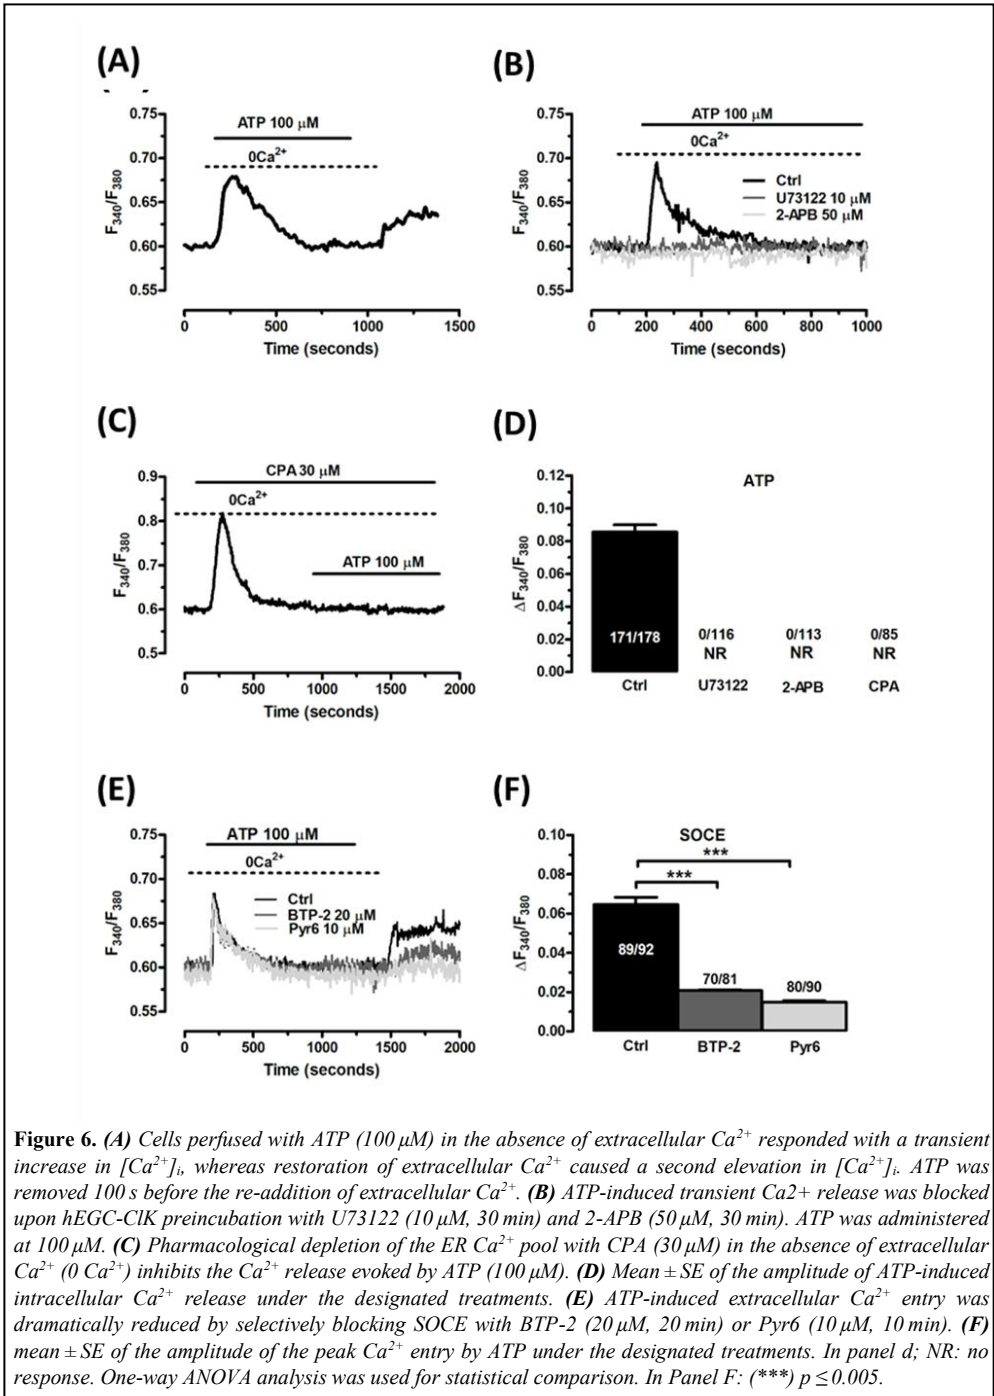 (A)
0.75
0.70
0.60
0.55
F340/F380
ATP 100 μM
0Ca2+
0
500
1000
1500
Time (seconds)
(B)
0.75
0.70
0.60
0.55
F340/F380
ATP 100 μM
0Ca2+
Ctrl
U73122 10 μM
2-APB 50 μM
0
200
400
600
800
1000
Time (seconds)
(C)
0.9
0.8
0.7
0.6
0.5
F340/F380
CPA 30 μM
0Ca2+
ATP 100 μM
0
500
1000
1500
2000
Time (seconds)
(D)
0.12
0.10
0.08
0.06
0.04
0.02
0.00
ΔF340/F380
ATP
171/178
0/116
NR
0/113
NR
0/85
NR
Ctrl
U73122
2-APB
CPA
(E)
0.75
0.70
0.65
0.60
0.55
F340/F380
ATP 100 μM
0Ca2+
Ctrl
BTP-2 20 μM
Pyr6 10 μM
0
500
1000
1500
2000
Time (seconds)
(F)
0.10
0.08
0.06
0.04
0.02
0.00
ΔF340/F380
SOCE
***
***
89/92
70/81
80/90
Ctrl
BTP-2
Pyr6
Figure 6. (A) Cells perfused with ATP (100 μM) in the absence of extracellular Ca2+ responded with a transient
increase in [Ca2+]i, whereas restoration of extracellular Ca2+ caused a second elevation in [Ca2+]i. ATP was
removed 100 s before the re-addition of extracellular Ca2+. (B) ATP-induced transient Ca2+ release was blocked
upon hEGC-ClK preincubation with U73122 (10 μM, 30 min) and 2-APB (50 μM, 30 min). ATP was administered
at 100 μM. (C) Pharmacological depletion of the ER Ca2+ pool with CPA (30 μM) in the absence of extracellular
Ca2+ (0 Ca2+) inhibits the Ca2+ release evoked by ATP (100 μM). (D) Mean ± SE of the amplitude of ATP-induced
intracellular Ca2+ release under the designated treatments. (E) ATP-induced extracellular Ca2+ entry was
dramatically reduced by selectively blocking SOCE with BTP-2 (20 μM, 20 min) or Pyr6 (10 μM, 10 min). (F)
mean ± SE of the amplitude of the peak Ca2+ entry by ATP under the designated treatments. In panel d; NR: no
response. One-way ANOVA analysis was used for statistical comparison. In Panel F: (***) p ≤ 0.005.